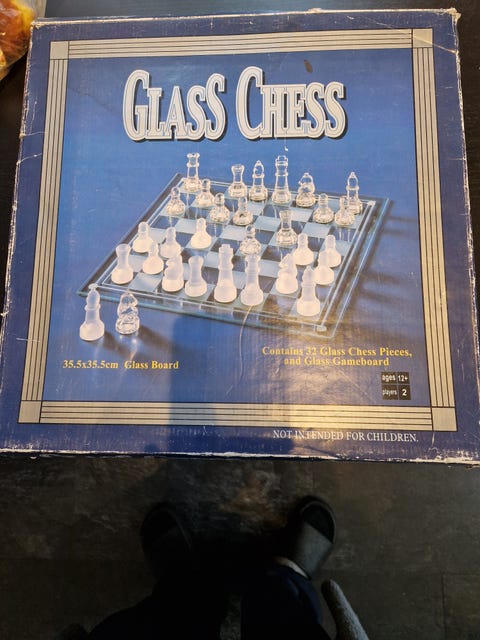 GLASS CHESS
35.5x35.5cm Glass Board
Contains 32 Glass Chess Pieces,
and Glass Gameboard
ages 12+
players 2
NOT INTENDED FOR CHILDREN.